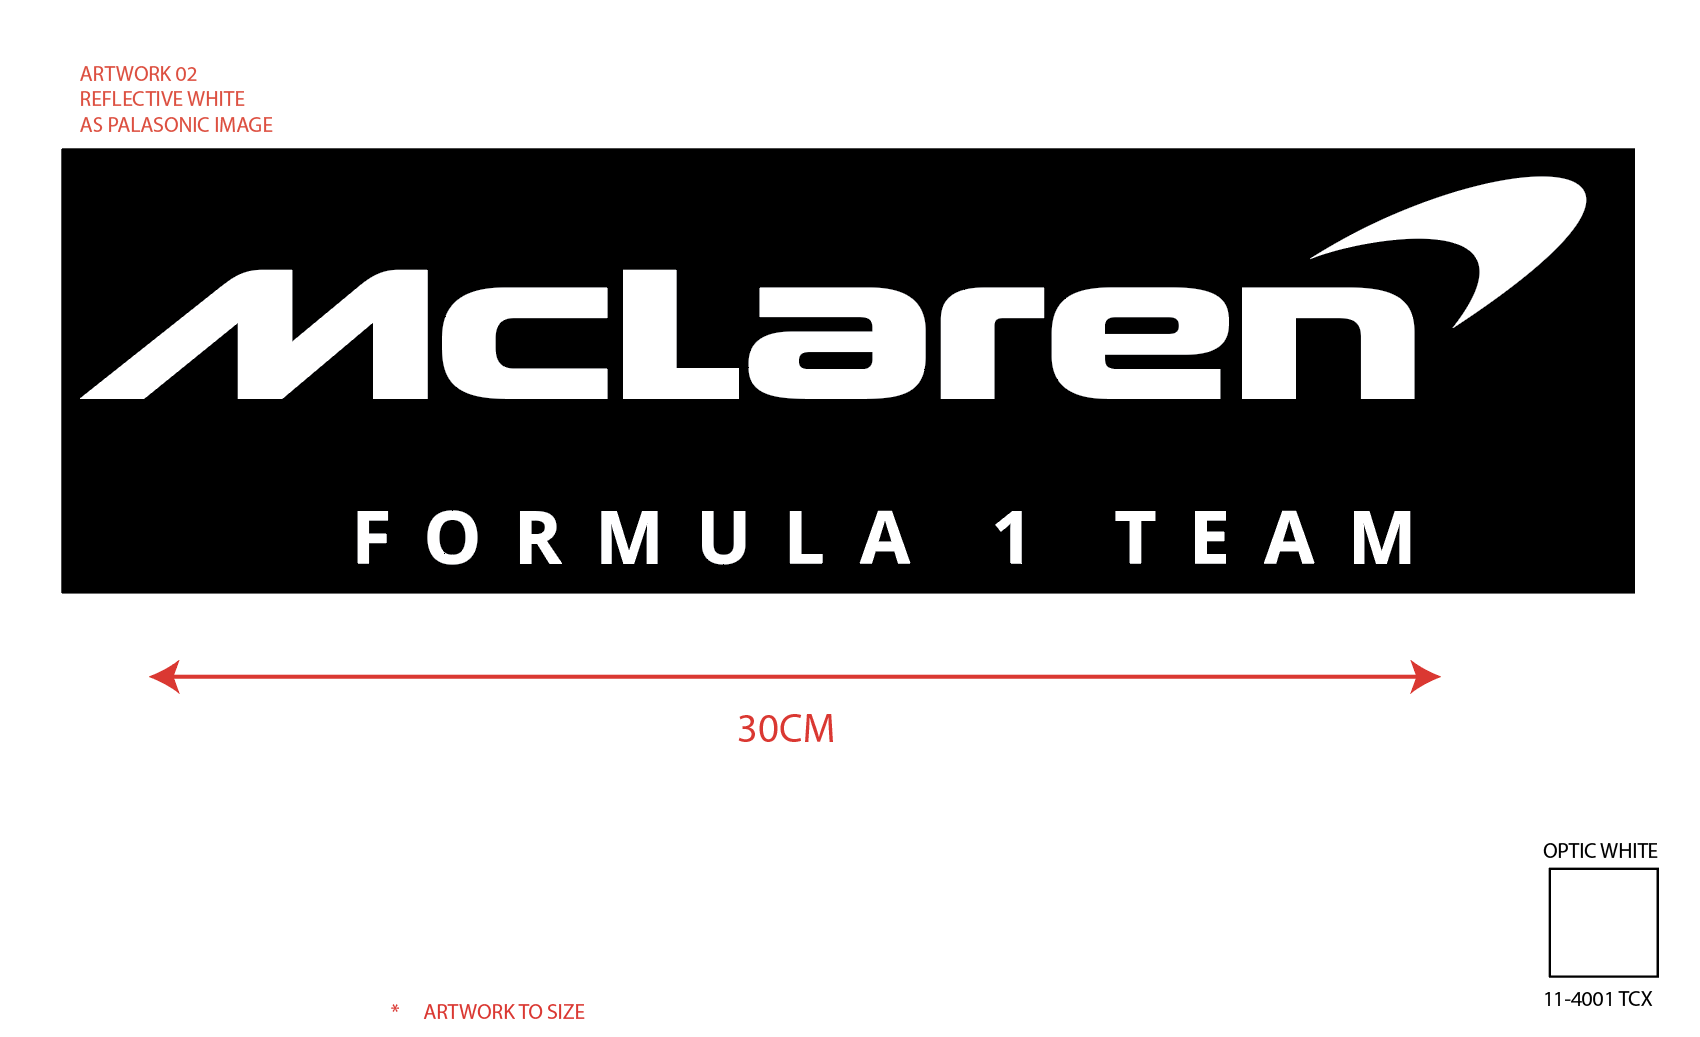 ARTWORK 02
REFLECTIVE WHITE
AS PALASONIC IMAGE
McLaren
FORMULA 1 TEAM
30CM
OPTIC WHITE
11-4001 TCX
* ARTWORK TO SIZE